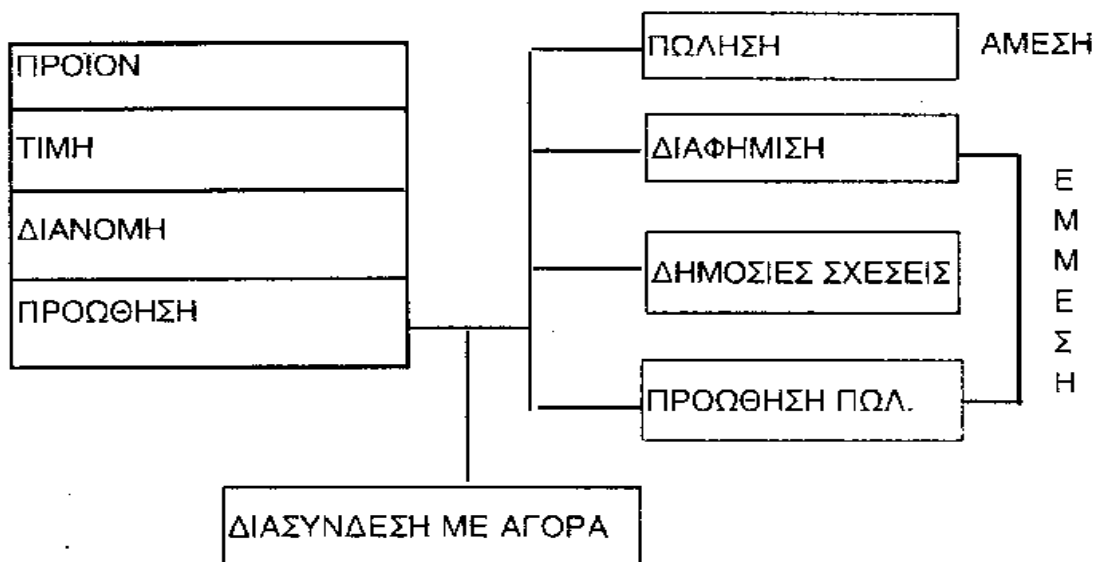 ΠΡΟΪΟΝ
ΤΙΜΗ
ΔΙΑΝΟΜΗ
ΠΡΟΩΘΗΣΗ
ΠΩΛΗΣΗ
ΑΜΕΣΗ
ΔΙΑΦΗΜΙΣΗ
ΔΗΜΟΣΙΕΣ ΣΧΕΣΕΙΣ
ΠΡΟΩΘΗΣΗ ΠΩΛ.
ΕΜΜΕΣΗ
ΔΙΑΣΥΝΔΕΣΗ ΜΕ ΑΓΟΡΑ